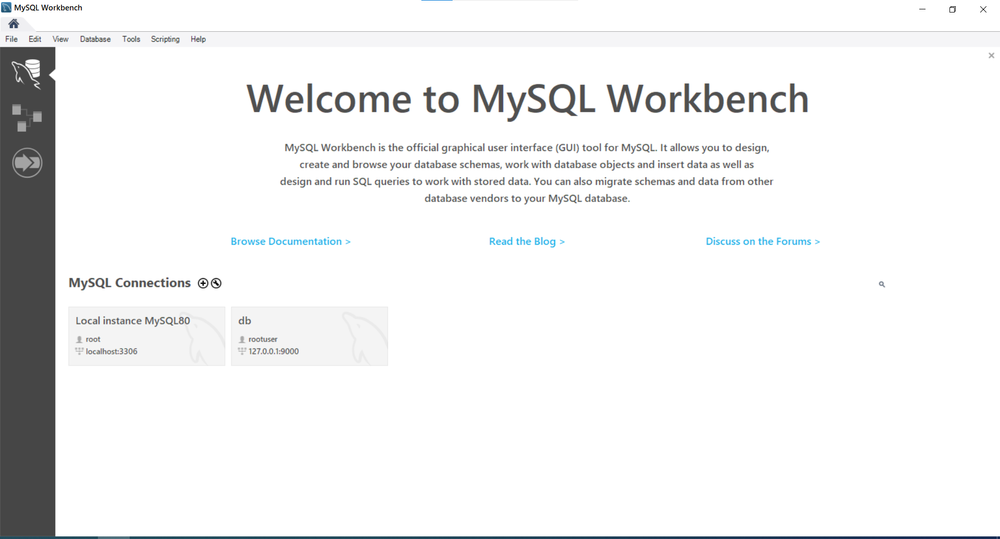 MySQL Workbench
File Edit View Database Tools Scripting Help
Welcome to MySQL Workbench
MySQL Workbench is the official graphical user interface (GUI) tool for MySQL. It allows you to design,
create and browse your database schemas, work with database objects and insert data as well as
design and run SQL queries to work with stored data. You can also migrate schemas and data from other
database vendors to your MySQL database.
Browse Documentation > Read the Blog > Discuss on the Forums >
MySQL Connections
Local instance MySQL80
root
localhost:3306
db
rootuser
127.0.0.1:9000